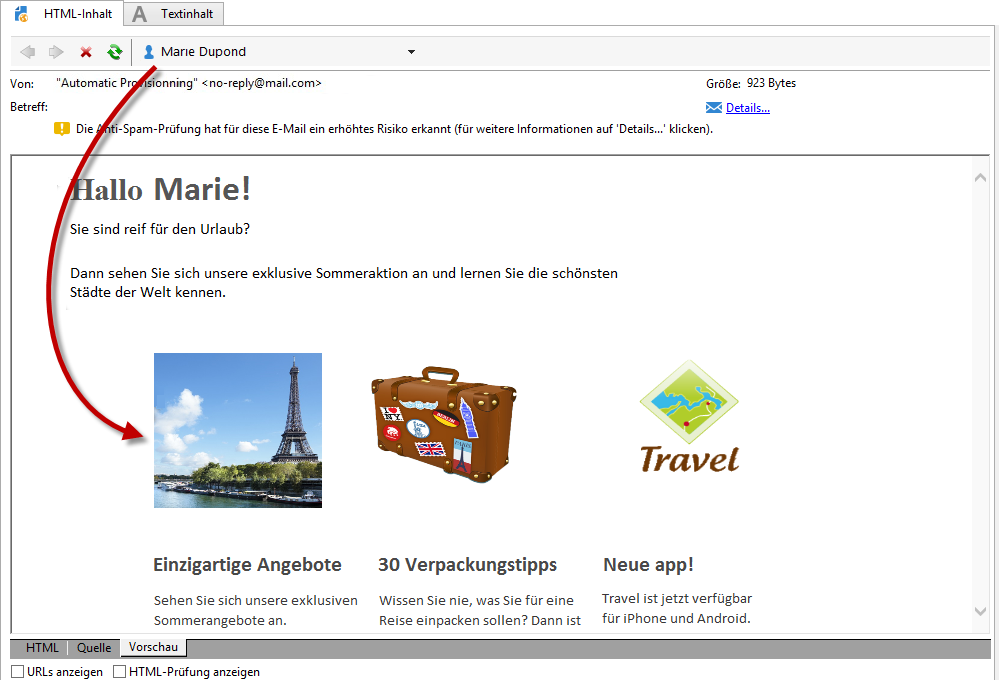 HTML-Inhalt A Textinhalt
Marie Dupond
Von: "Automatic Provisionning" <no-reply@mail.com> Größe: 923 Bytes
Betreff: Details...
Die Anti-Spam-Prüfung hat für diese E-Mail ein erhöhtes Risiko erkannt (für weitere Informationen auf 'Details...' klicken).
Hallo Marie!
Sie sind reif für den Urlaub?
Dann sehen Sie sich unsere exklusive Sommeraktion an und lernen Sie die schönsten
Städte der Welt kennen.
I ❤ NY
BERLIN
Travel
Einzigartige Angebote 30 Verpackungstipps Neue app!
Sehen Sie sich unsere exklusiven Wissen Sie nie, was Sie für eine Travel ist jetzt verfügbar
Sommerangebote an. Reise einpacken sollen? Dann ist für iPhone und Android.
HTML Quelle Vorschau
URLs anzeigen HTML-Prüfung anzeigen